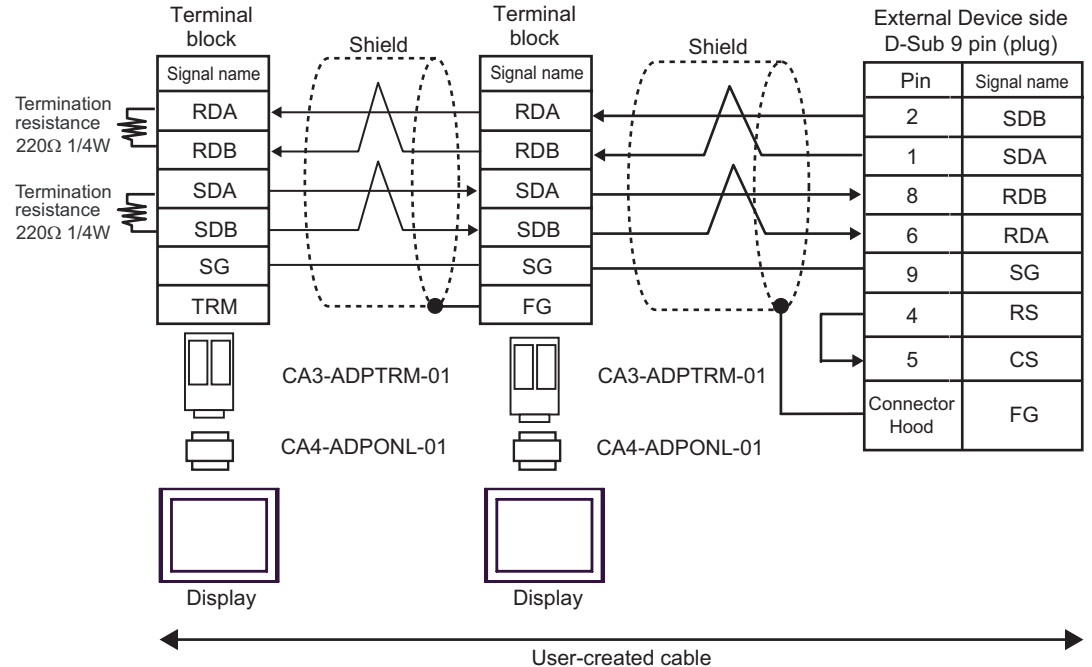 Terminal
block
Shield
Terminal
block
Shield
External Device side
D-Sub 9 pin (plug)
Signal name
Signal name
Pin
Signal name
Termination
resistance
220Ω 1/4W
RDA
RDA
2
SDB
RDB
RDB
1
SDA
Termination
resistance
220Ω 1/4W
SDA
SDA
8
RDB
SDB
SDB
6
RDA
SG
SG
9
SG
TRM
FG
4
RS
5
CS
Connector
Hood
FG
CA3-ADPTRM-01
CA3-ADPTRM-01
CA4-ADPONL-01
CA4-ADPONL-01
Display
Display
User-created cable